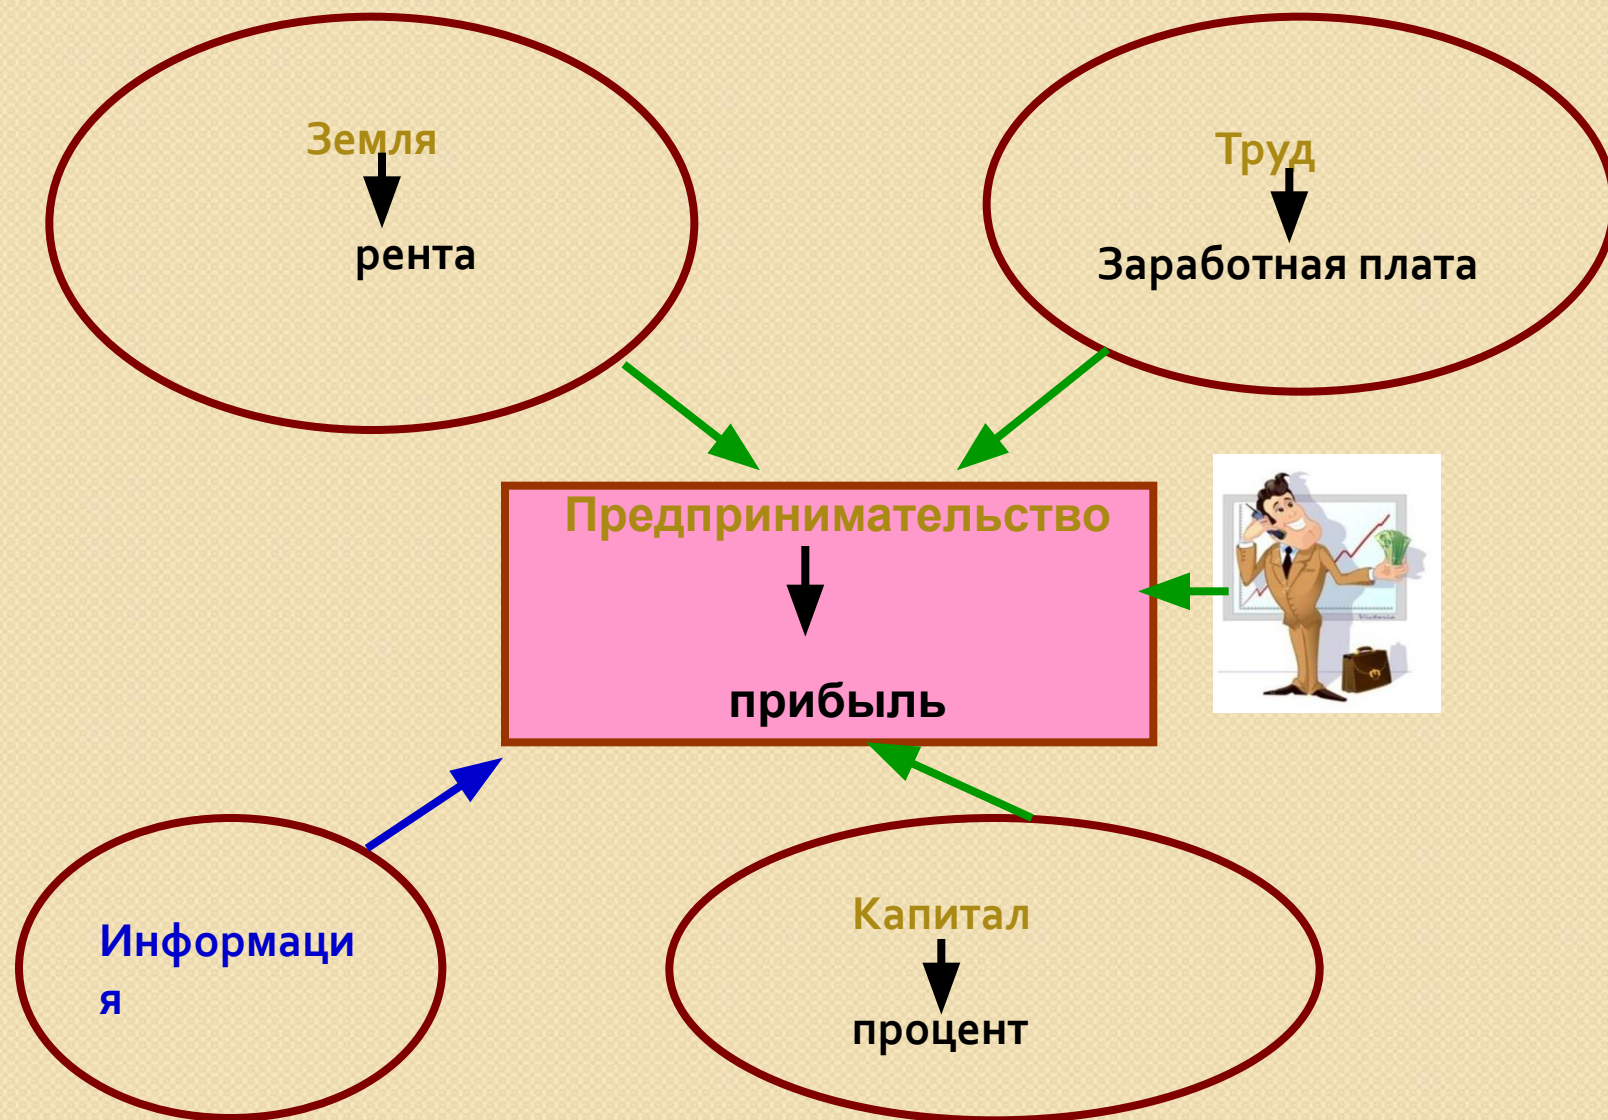 Земля
рента
Труд
Заработная плата
Предпринимательство
прибыль
Информаци
я
Капитал
процент